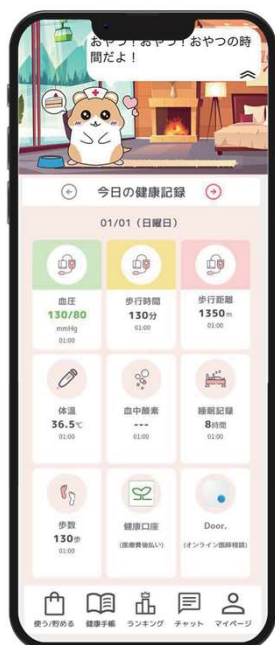 おやつ！おやつ！おやつの時
間だよ！
今日の健康記録
01/01（日曜日）
血圧
130/80
mmHg
01:00
歩行時間
130分
01:00
歩行距離
1350m
01:00
体温
36.5℃
01:00
血中酸素
---
01:00
睡眠記録
8時間
01:00
歩数
130歩
01:00
健康口座
(医療費後払い)
Door.
(オンライン医師相談)
使う/貯める
健康手帳
ランキング
チャット
マイページ